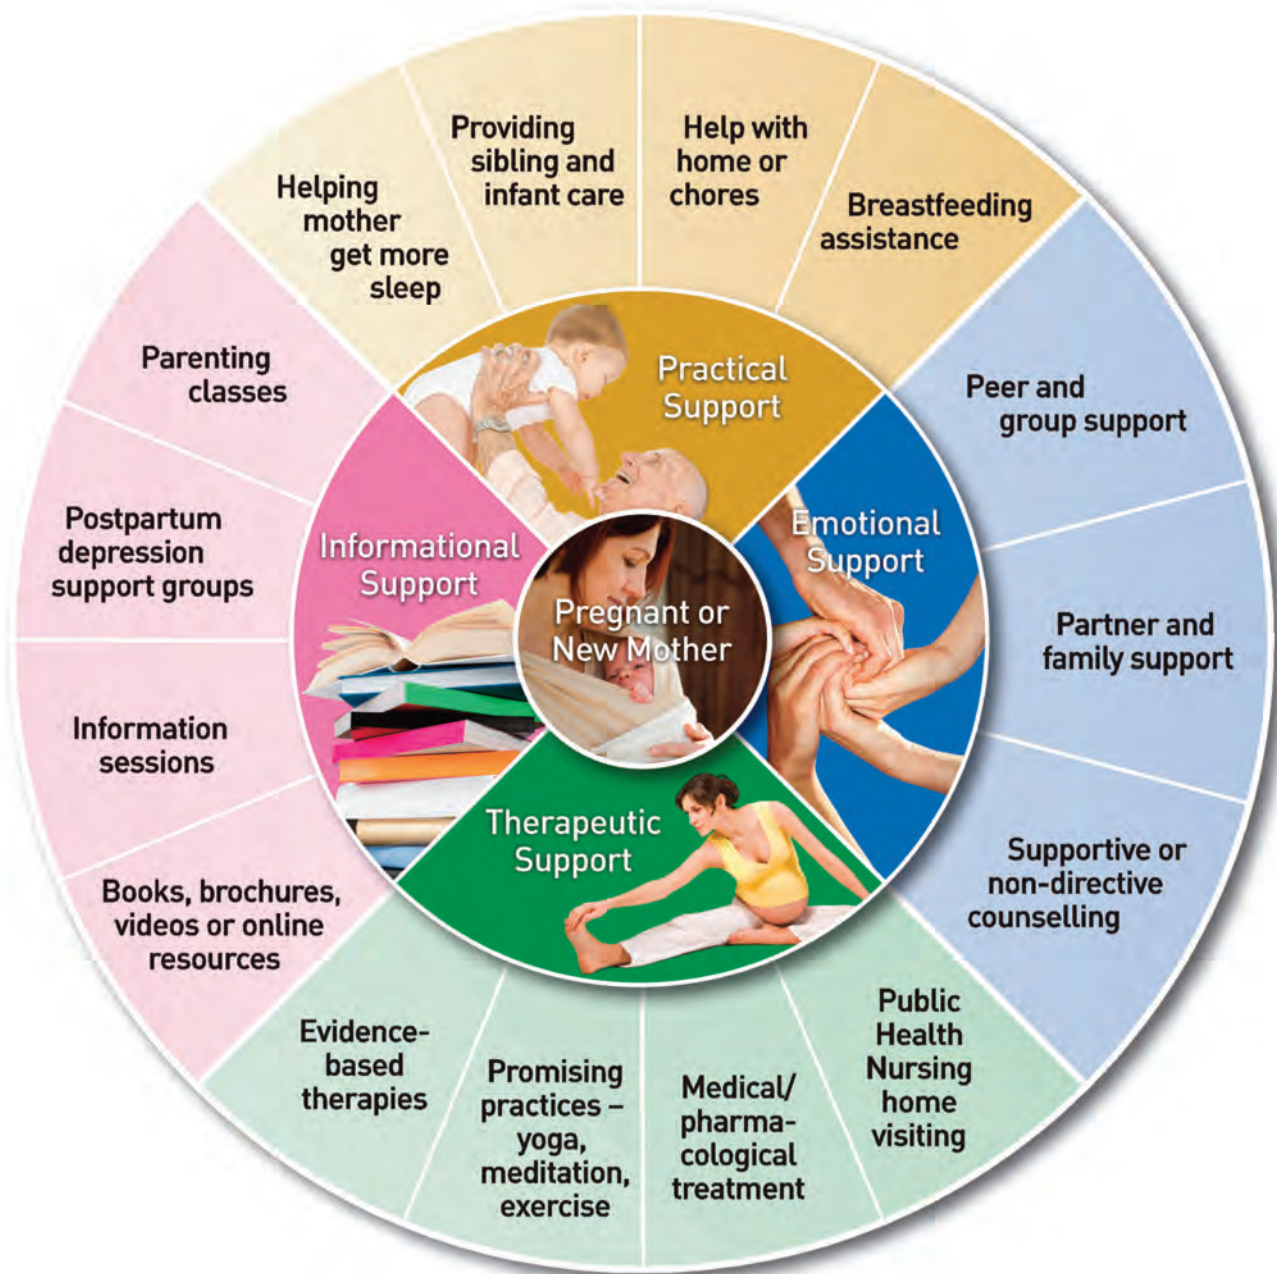 Providing
sibling and
infant care
Help with
home or
chores
Helping
mother
get more
sleep
Breastfeeding
assistance
Parenting
classes
Practical
Support
Peer and
group support
Postpartum
depression
support groups
Informational
Support
Emotional
Support
Pregnant or
New Mother
Partner and
family support
Information
sessions
Therapeutic
Support
Supportive or
non-directive
counselling
Books, brochures,
videos or online
resources
Evidence-
based
therapies
Promising
practices –
yoga,
meditation,
exercise
Medical/
pharma-
cological
treatment
Public
Health
Nursing
home
visiting